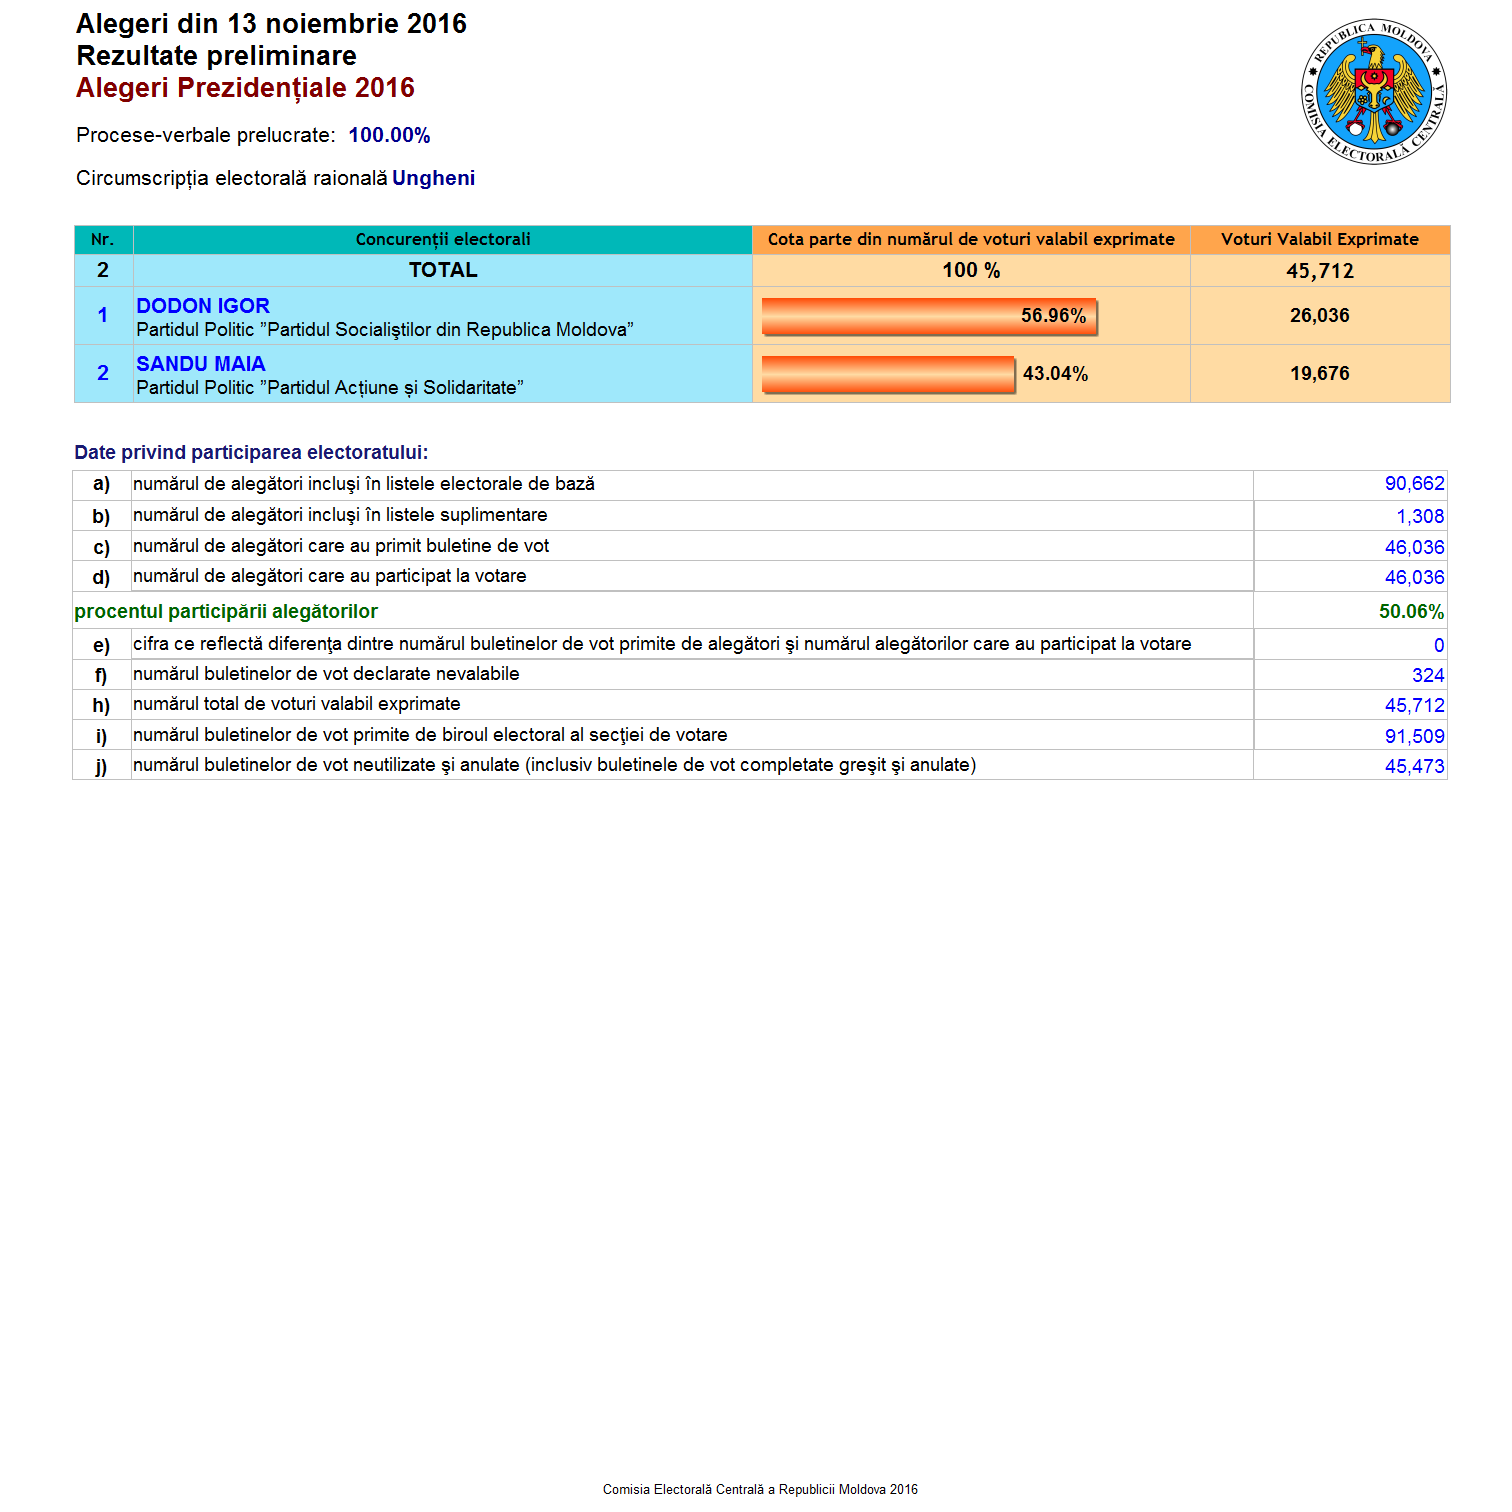 Alegeri din 13 noiembrie 2016
Rezultate preliminare
Alegeri Prezidențiale 2016
REPUBLICA MOLDOVA
COMISIA ELECTORALĂ CENTRALĂ
Procese-verbale prelucrate: 100.00%
Circumscripția electorală raională Ungheni
Nr. Concurenții electorali Cota parte din numărul de voturi valabil exprimate Voturi Valabil Exprimate
2 TOTAL 100 % 45,712
1 DODON IGOR 56.96% 26,036
Partidul Politic ”Partidul Socialiştilor din Republica Moldova”
2 SANDU MAIA 43.04% 19,676
Partidul Politic ”Partidul Acțiune și Solidaritate”
Date privind participarea electoratului:
a) numărul de alegători incluşi în listele electorale de bază 90,662
b) numărul de alegători incluşi în listele suplimentare 1,308
c) numărul de alegători care au primit buletine de vot 46,036
d) numărul de alegători care au participat la votare 46,036
procentul participării alegătorilor 50.06%
e) cifra ce reflectă diferenţa dintre numărul buletinelor de vot primite de alegători şi numărul alegătorilor care au participat la votare 0
f) numărul buletinelor de vot declarate nevalabile 324
h) numărul total de voturi valabil exprimate 45,712
i) numărul buletinelor de vot primite de biroul electoral al secţiei de votare 91,509
j) numărul buletinelor de vot neutilizate şi anulate (inclusiv buletinele de vot completate greşit şi anulate) 45,473
Comisia Electorală Centrală a Republicii Moldova 2016